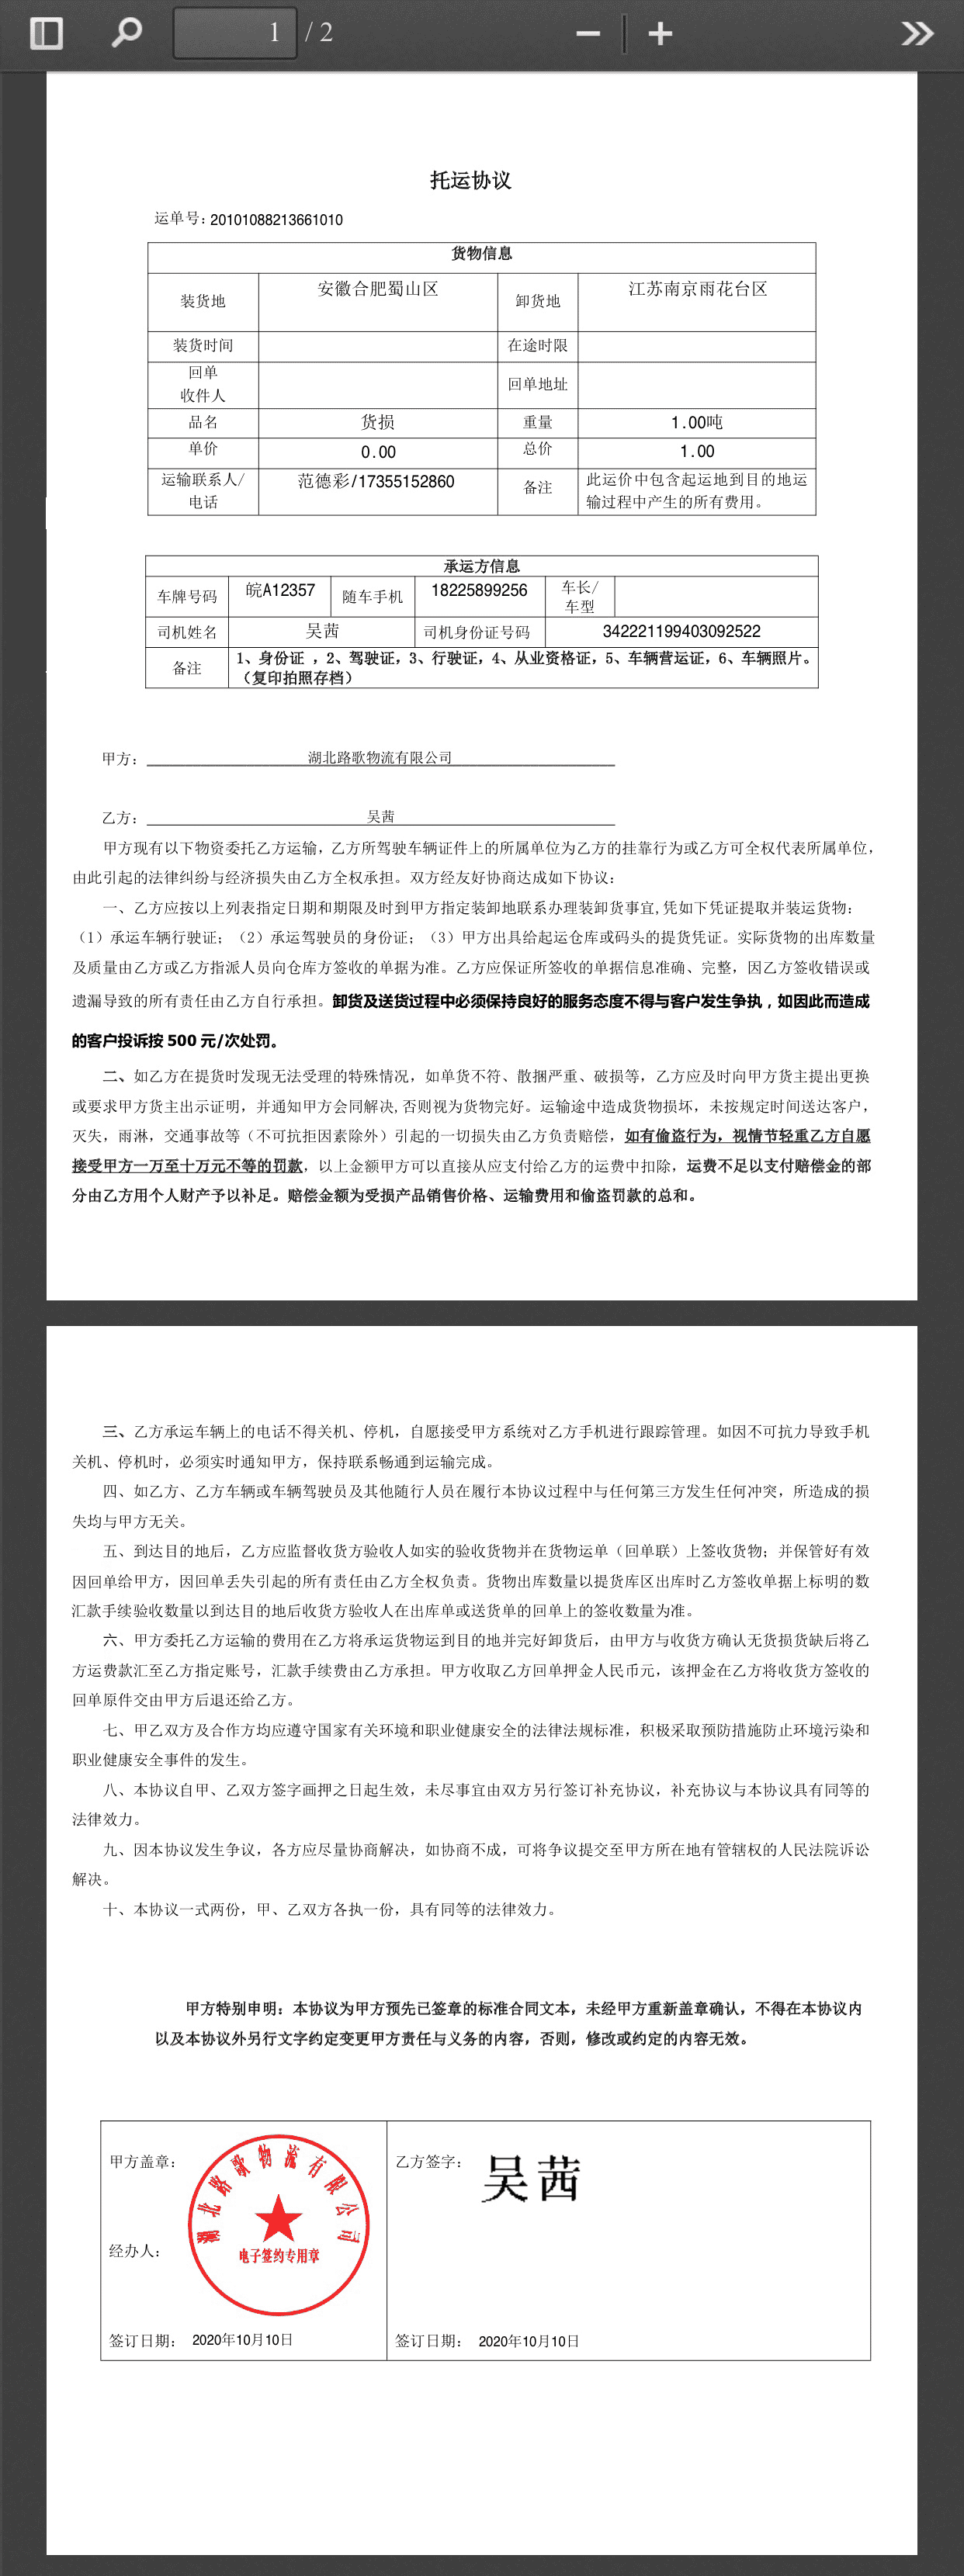 1 / 2
托运协议
运单号：20101088213661010
货物信息
装货地 安徽合肥蜀山区 卸货地 江苏南京雨花台区
装货时间 在途时限
回单
收件人 回单地址
品名 货损 重量 1.00吨
单价 0.00 总价 1.00
运输联系人/
电话 范德彩/17355152860 备注 此运价中包含起运地到目的地运
输过程中产生的所有费用。
承运方信息
车牌号码 皖A12357 随车手机 18225899256 车长/
车型
司机姓名 吴茜 司机身份证号码 342221199403092522
备注 1、身份证 ，2、驾驶证，3、行驶证，4、从业资格证，5、车辆营运证，6、车辆照片。
（复印拍照存档）
甲方：湖北路歌物流有限公司
乙方：吴茜
甲方现有以下物资委托乙方运输，乙方所驾驶车辆证件上的所属单位为乙方的挂靠行为或乙方可全权代表所属单位，
由此引起的法律纠纷与经济损失由乙方全权承担。双方经友好协商达成如下协议：
一、乙方应按以上列表指定日期和期限及时到甲方指定装卸地联系办理装卸货事宜,凭如下凭证提取并装运货物：
（1）承运车辆行驶证；（2）承运驾驶员的身份证；（3）甲方出具给起运仓库或码头的提货凭证。实际货物的出库数量
及质量由乙方或乙方指派人员向仓库方签收的单据为准。乙方应保证所签收的单据信息准确、完整，因乙方签收错误或
遗漏导致的所有责任由乙方自行承担。卸货及送货过程中必须保持良好的服务态度不得与客户发生争执，如因此而造成
的客户投诉按 500 元/次处罚。
二、如乙方在提货时发现无法受理的特殊情况，如单货不符、散捆严重、破损等，乙方应及时向甲方货主提出更换
或要求甲方货主出示证明，并通知甲方会同解决,否则视为货物完好。运输途中造成货物损坏，未按规定时间送达客户，
灭失，雨淋，交通事故等（不可抗拒因素除外）引起的一切损失由乙方负责赔偿，如有偷盗行为，视情节轻重乙方自愿
接受甲方一万至十万元不等的罚款，以上金额甲方可以直接从应支付给乙方的运费中扣除，运费不足以支付赔偿金的部
分由乙方用个人财产予以补足。赔偿金额为受损产品销售价格、运输费用和偷盗罚款的总和。
三、乙方承运车辆上的电话不得关机、停机，自愿接受甲方系统对乙方手机进行跟踪管理。如因不可抗力导致手机
关机、停机时，必须实时通知甲方，保持联系畅通到运输完成。
四、如乙方、乙方车辆或车辆驾驶员及其他随行人员在履行本协议过程中与任何第三方发生任何冲突，所造成的损
失均与甲方无关。
五、到达目的地后，乙方应监督收货方验收人如实的验收货物并在货物运单（回单联）上签收货物；并保管好有效
因回单给甲方，因回单丢失引起的所有责任由乙方全权负责。货物出库数量以提货库区出库时乙方签收单据上标明的数
汇款手续验收数量以到达目的地后收货方验收人在出库单或送货单的回单上的签收数量为准。
六、甲方委托乙方运输的费用在乙方将承运货物运到目的地并完好卸货后，由甲方与收货方确认无货损货缺后将乙
方运费款汇至乙方指定账号，汇款手续费由乙方承担。甲方收取乙方回单押金人民币元，该押金在乙方将收货方签收的
回单原件交由甲方后退还给乙方。
七、甲乙双方及合作方均应遵守国家有关环境和职业健康安全的法律法规标准，积极采取预防措施防止环境污染和
职业健康安全事件的发生。
八、本协议自甲、乙双方签字画押之日起生效，未尽事宜由双方另行签订补充协议，补充协议与本协议具有同等的
法律效力。
九、因本协议发生争议，各方应尽量协商解决，如协商不成，可将争议提交至甲方所在地有管辖权的人民法院诉讼
解决。
十、本协议一式两份，甲、乙双方各执一份，具有同等的法律效力。
甲方特别申明：本协议为甲方预先已签章的标准合同文本，未经甲方重新盖章确认，不得在本协议内
以及本协议外另行文字约定变更甲方责任与义务的内容，否则，修改或约定的内容无效。
甲方盖章：
湖北路歌物流有限公司
电子签约专用章
经办人：
签订日期： 2020年10月10日
乙方签字： 吴茜
签订日期： 2020年10月10日